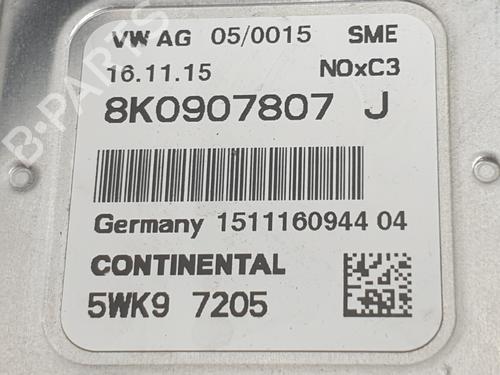 VW AG 05/0015 SME
16.11.15 NOxC3
8K0907807 J
Germany 1511160944 04
CONTINENTAL
5WK9 7205
B-PARTS